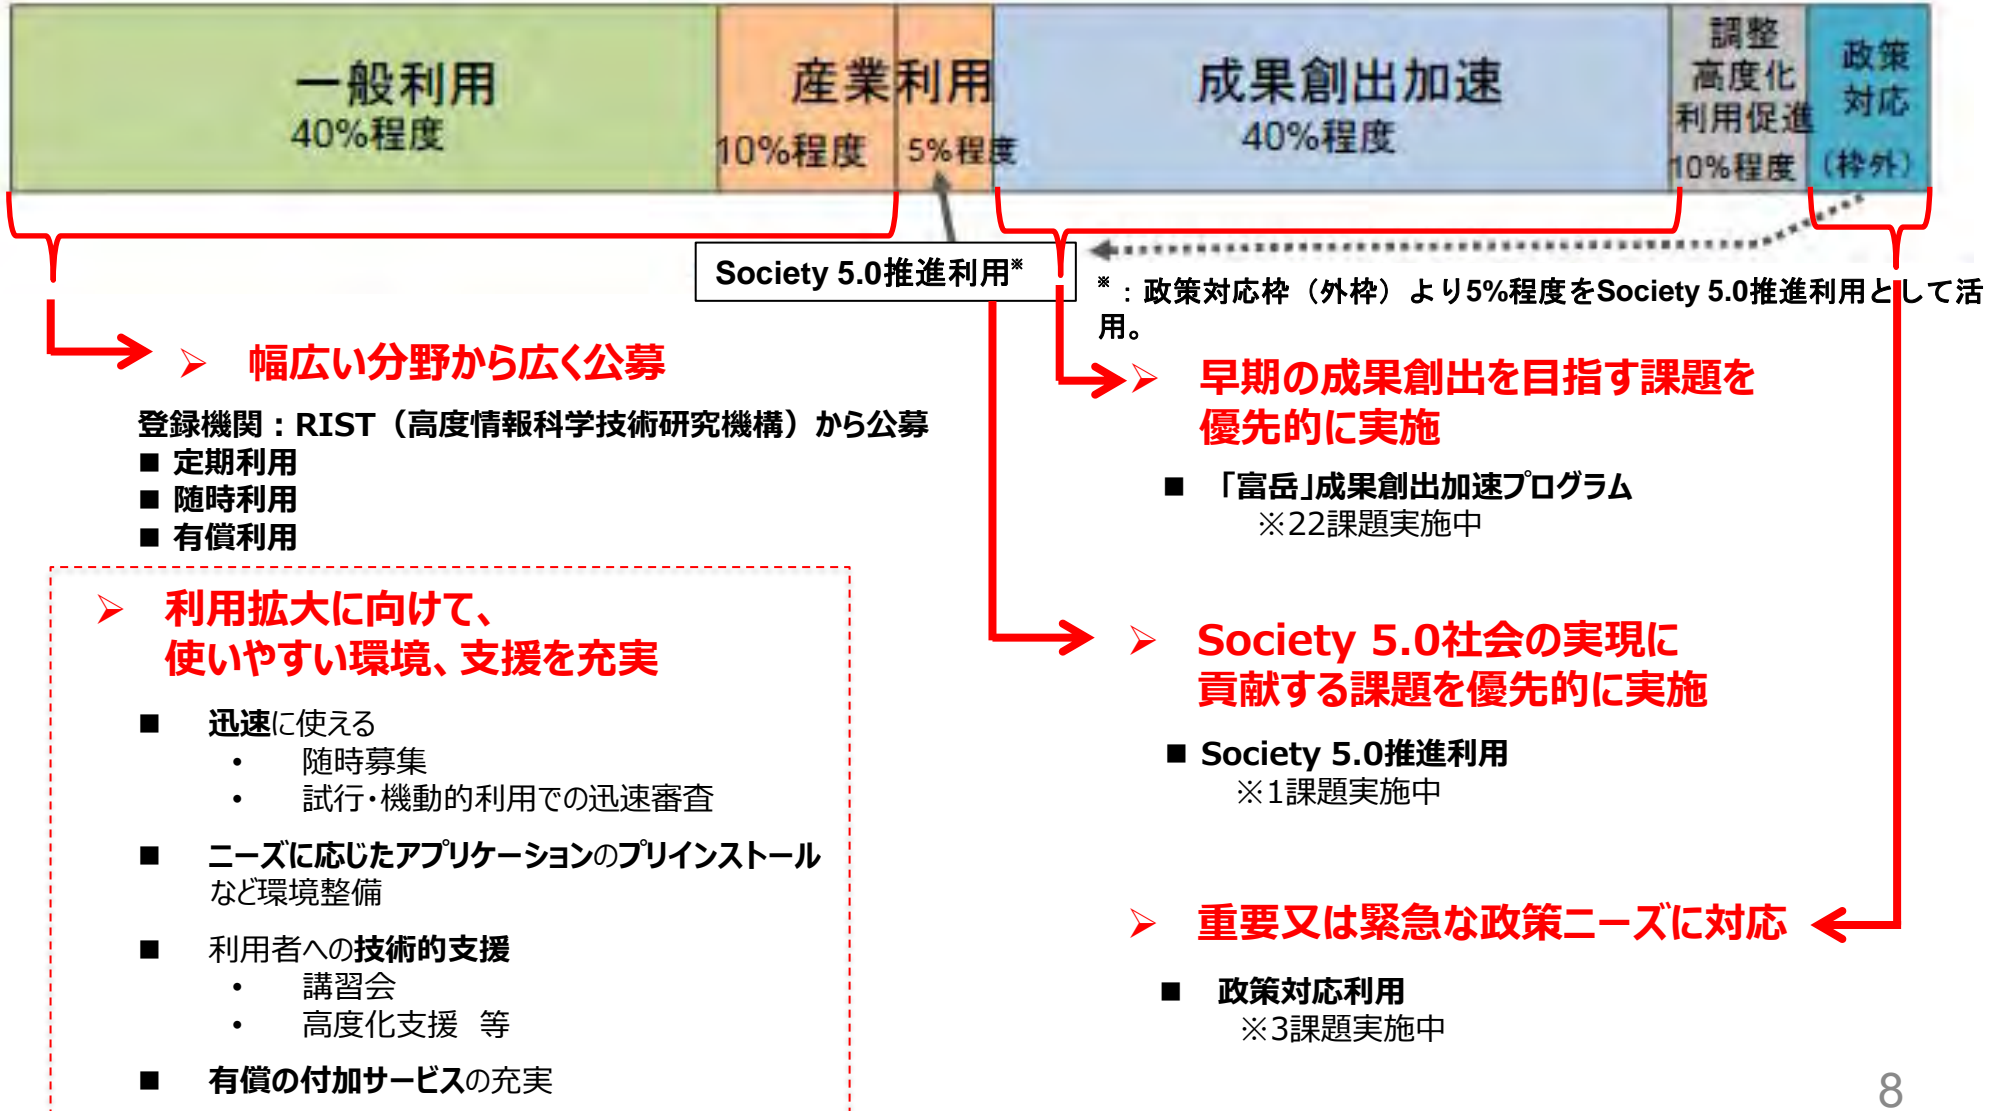 一般利用
40%程度
産業利用
10%程度
5%程度
成果創出加速
40%程度
調整
高度化
利用促進
10%程度
政策
対応
(枠外)
Society 5.0推進利用※
※：政策対応枠（外枠）より5%程度をSociety 5.0推進利用として活
用。
➢ 幅広い分野から広く公募
登録機関：RIST（高度情報科学技術研究機構）から公募
■ 定期利用
■ 随時利用
■ 有償利用
➢ 利用拡大に向けて、
使いやすい環境、支援を充実
■ 迅速に使える
• 随時募集
• 試行・機動的利用での迅速審査
■ ニーズに応じたアプリケーションのプリインストール
など環境整備
■ 利用者への技術的支援
• 講習会
• 高度化支援 等
■ 有償の付加サービスの充実
➢ 早期の成果創出を目指す課題を
優先的に実施
■ 「富岳」成果創出加速プログラム
※22課題実施中
➢ Society 5.0社会の実現に
貢献する課題を優先的に実施
■ Society 5.0推進利用
※1課題実施中
➢ 重要又は緊急な政策ニーズに対応
■ 政策対応利用
※3課題実施中
8